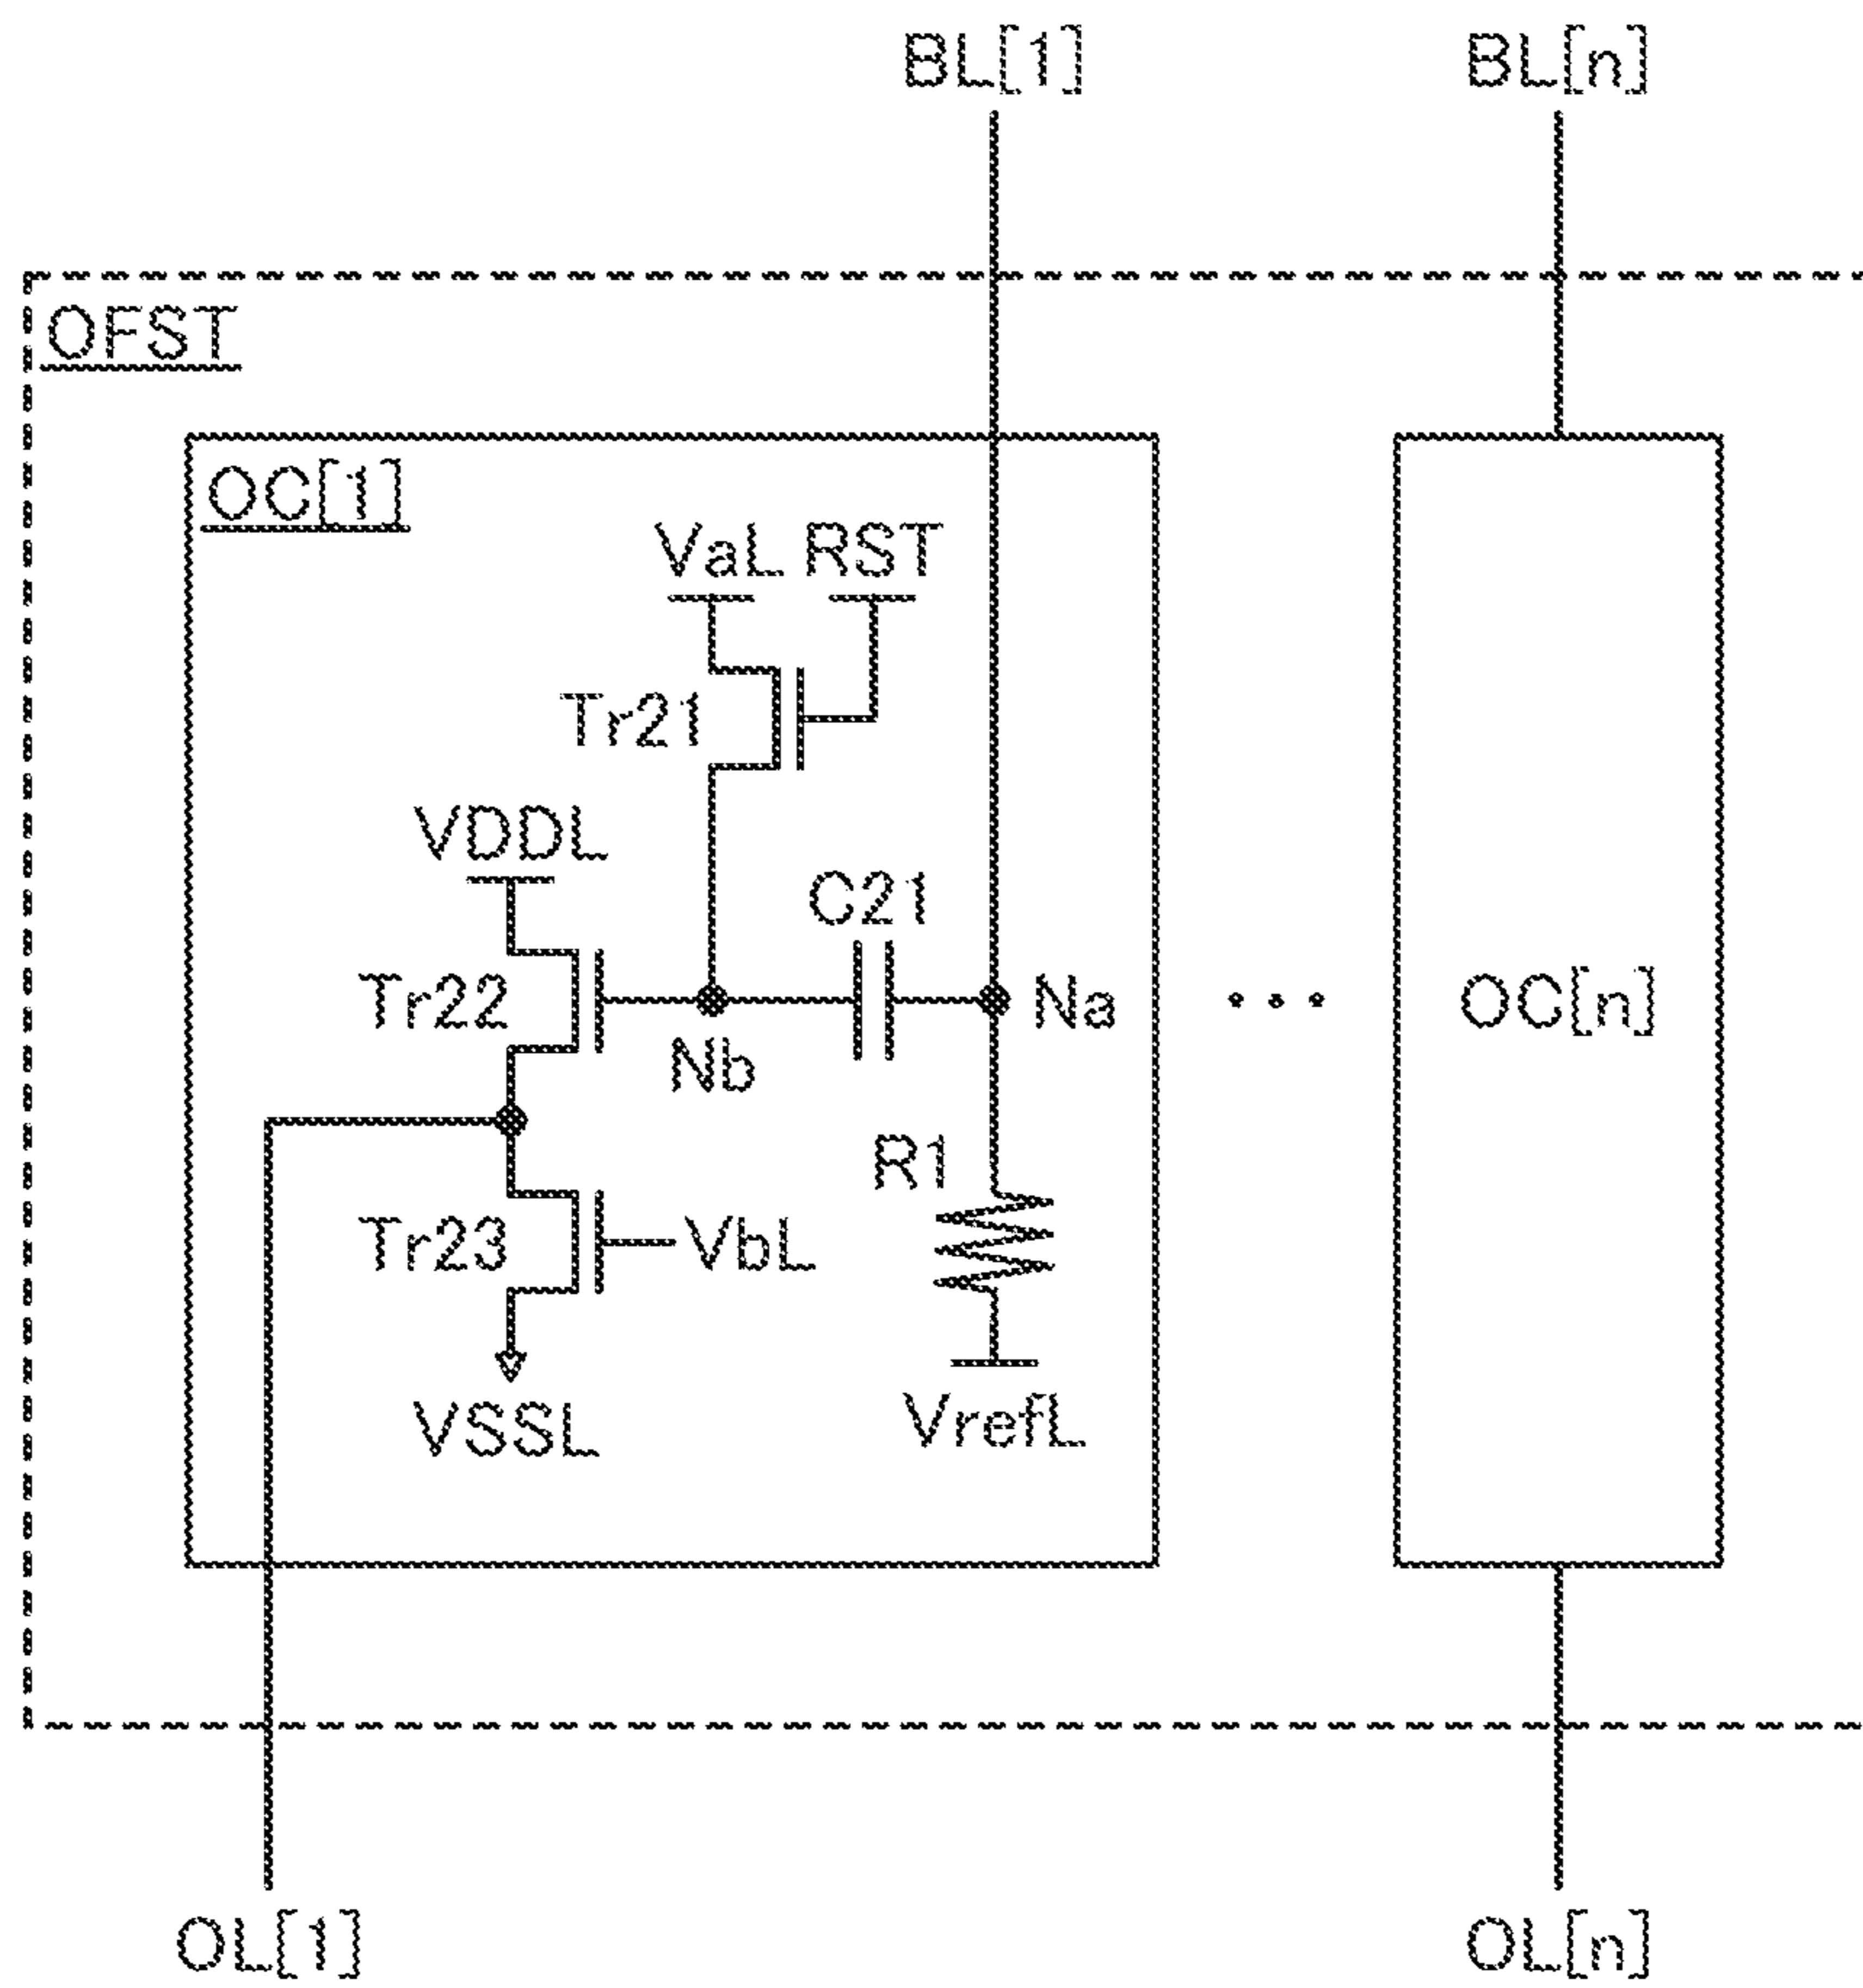 BL[1] BL[n]
OFST
OC[1]
VaL RST
Tr21
VDDL
C21
Tr22 Na ··· OC[n]
Nb
R1
Tr23 VbL
VSSL VrefL
OL[1] OL[n]